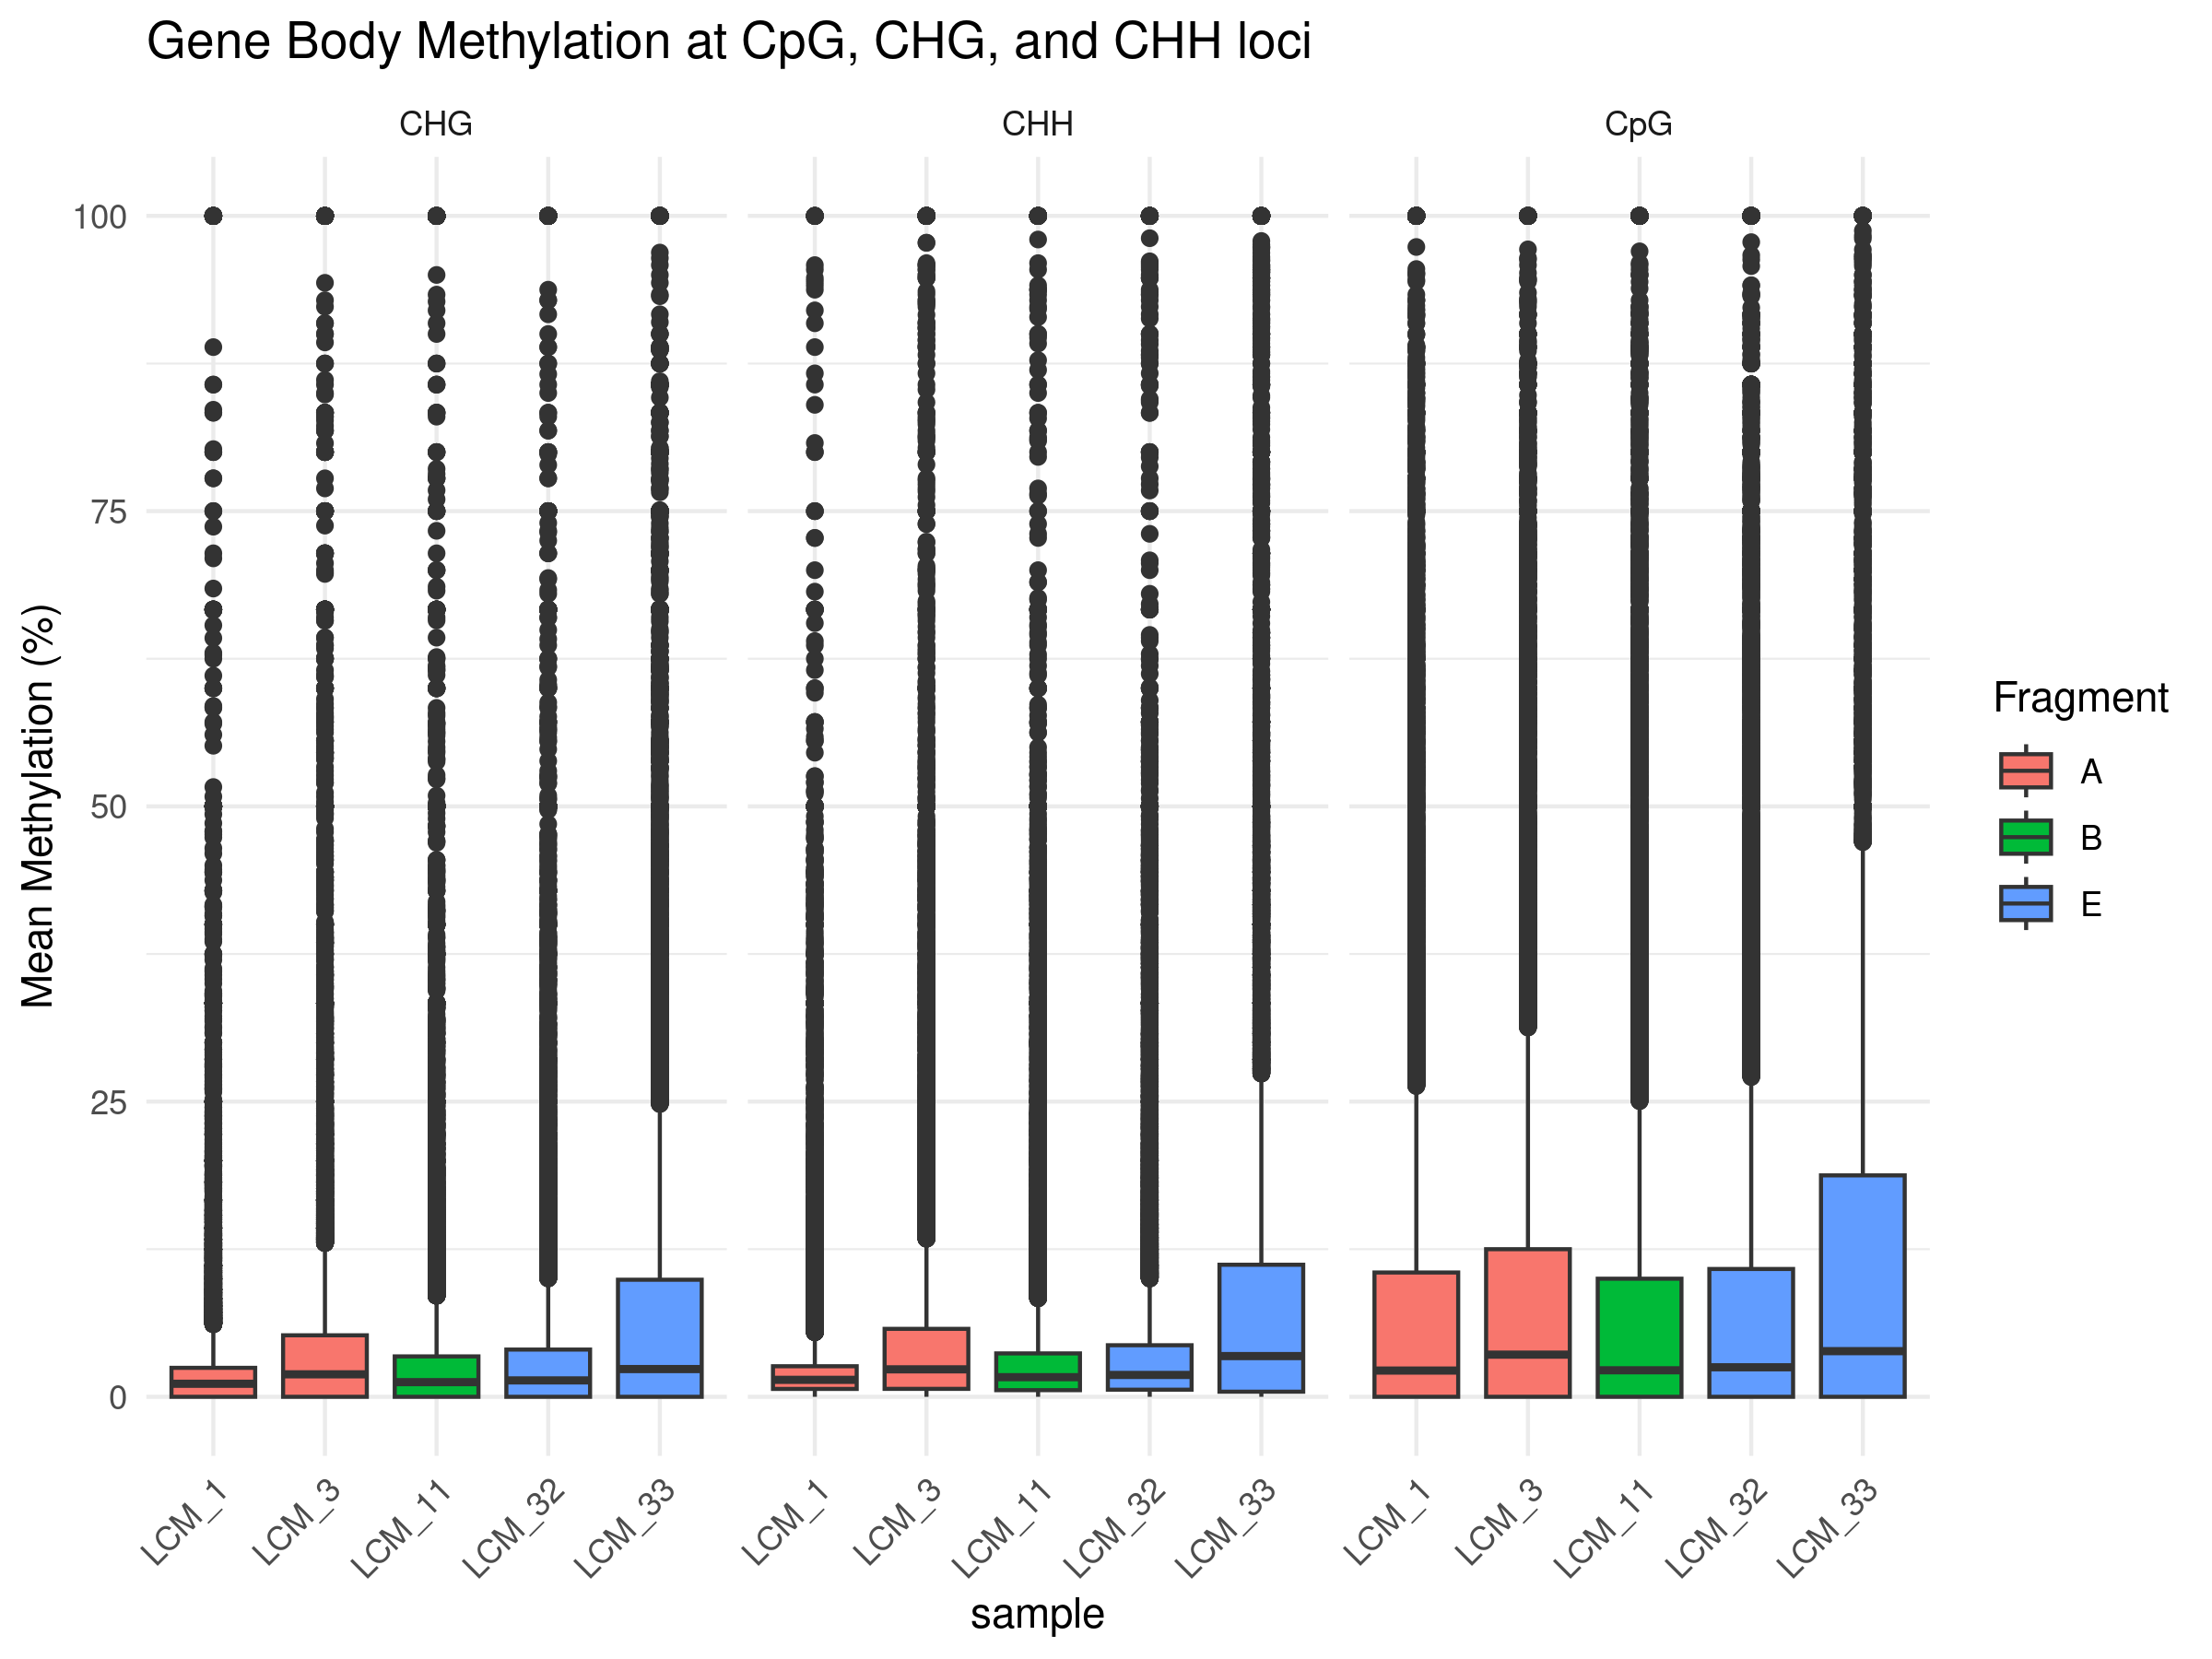 Gene Body Methylation at CpG, CHG, and CHH loci
CHG
CHH
CpG
100
75
50
25
0
Mean Methylation (%)
LCM_1
LCM_3
LCM_11
LCM_32
LCM_33
LCM_1
LCM_3
LCM_11
LCM_32
LCM_33
LCM_1
LCM_3
LCM_11
LCM_32
LCM_33
sample
Fragment
A
B
E